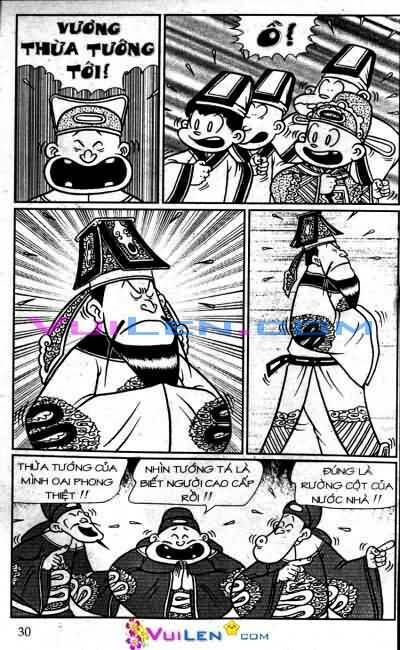 VƯƠNG
THỪA TƯỚNG
TỚI!
Ồ!
VUILEN.COM
THỪA TƯỚNG CỦA
MÌNH OAI PHONG
THIỆT !!
NHÌN TƯỚNG TÁ LÀ
BIẾT NGƯỜI CAO CẤP
RỒI !!
ĐÚNG LÀ
RƯỜNG CỘT CỦA
NƯỚC NHÀ !!
30
VUILEN.COM